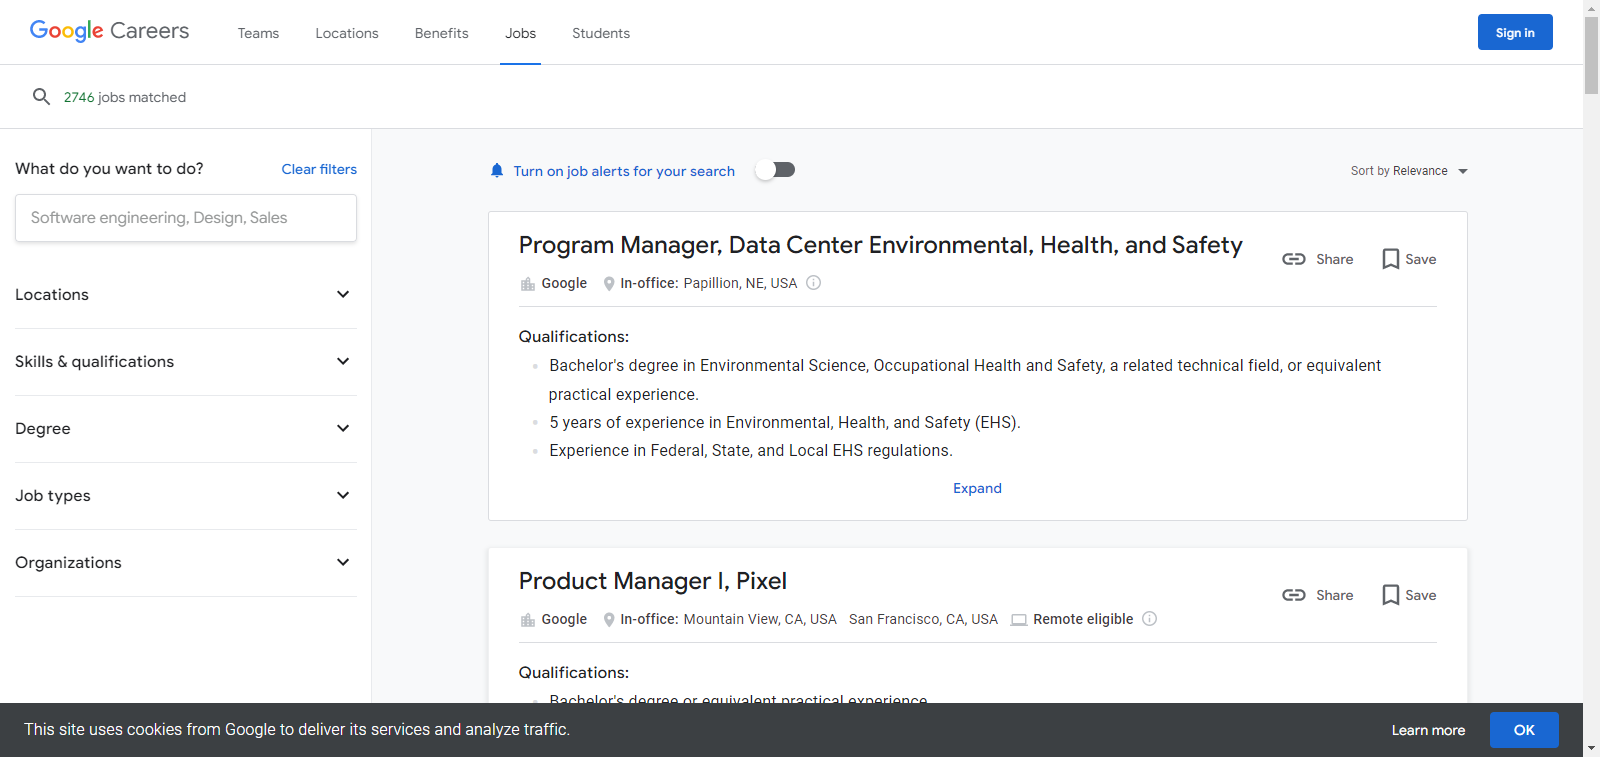 Google Careers
Teams
Locations
Benefits
Jobs
Students
Sign in
2746 jobs matched
What do you want to do?
Clear filters
Software engineering, Design, Sales
Locations
Skills & qualifications
Degree
Job types
Organizations
Turn on job alerts for your search
Sort by Relevance
Program Manager, Data Center Environmental, Health, and Safety
Share
Save
Google
In-office: Papillion, NE, USA
Qualifications:
Bachelor's degree in Environmental Science, Occupational Health and Safety, a related technical field, or equivalent
practical experience.
5 years of experience in Environmental, Health, and Safety (EHS).
Experience in Federal, State, and Local EHS regulations.
Expand
Product Manager I, Pixel
Share
Save
Google
In-office: Mountain View, CA, USA San Francisco, CA, USA
Remote eligible
Qualifications:
Bachelor's degree or equivalent practical experience
This site uses cookies from Google to deliver its services and analyze traffic.
Learn more
OK